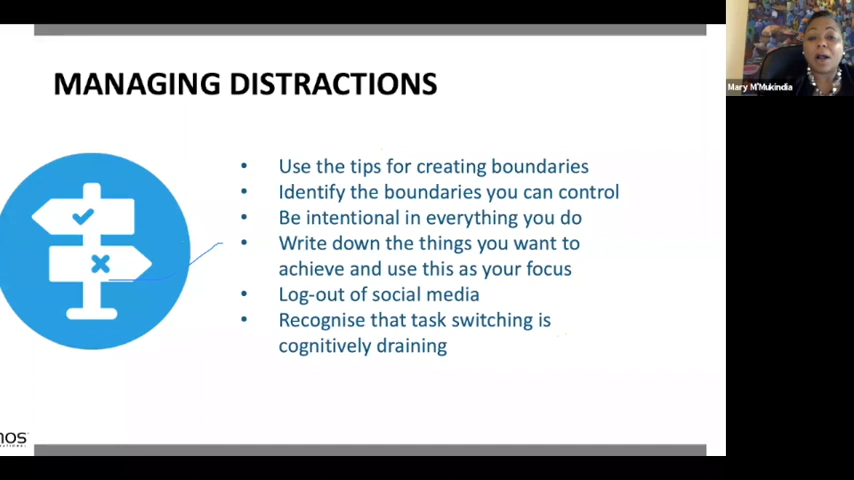 MANAGING DISTRACTIONS
Mary M'Mukindia
• Use the tips for creating boundaries
• Identify the boundaries you can control
• Be intentional in everything you do
• Write down the things you want to
achieve and use this as your focus
• Log-out of social media
• Recognise that task switching is
cognitively draining
nos